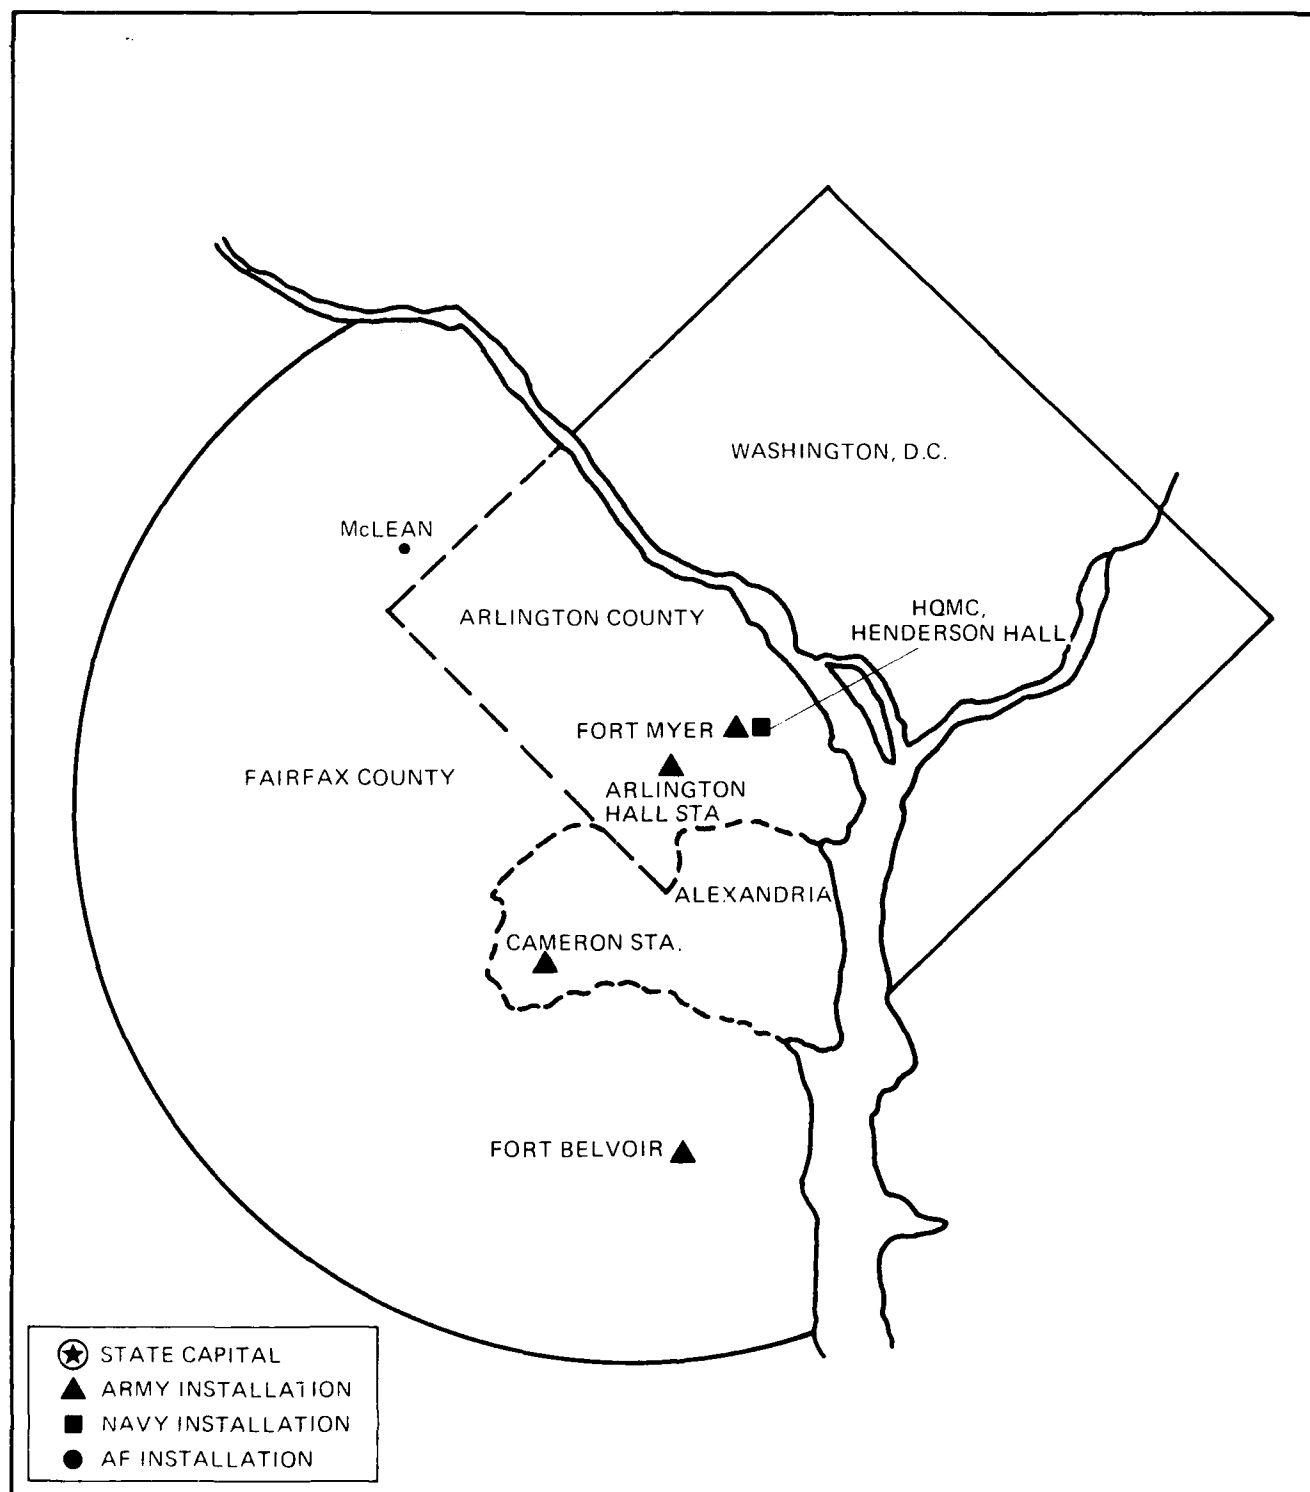 WASHINGTON, D.C.
McLEAN
ARLINGTON COUNTY
HQMC,
HENDERSON HALL
FORT MYER
FAIRFAX COUNTY
ARLINGTON
HALL STA
ALEXANDRIA
CAMERON STA.
FORT BELVOIR
STATE CAPITAL
ARMY INSTALLATION
NAVY INSTALLATION
AF INSTALLATION